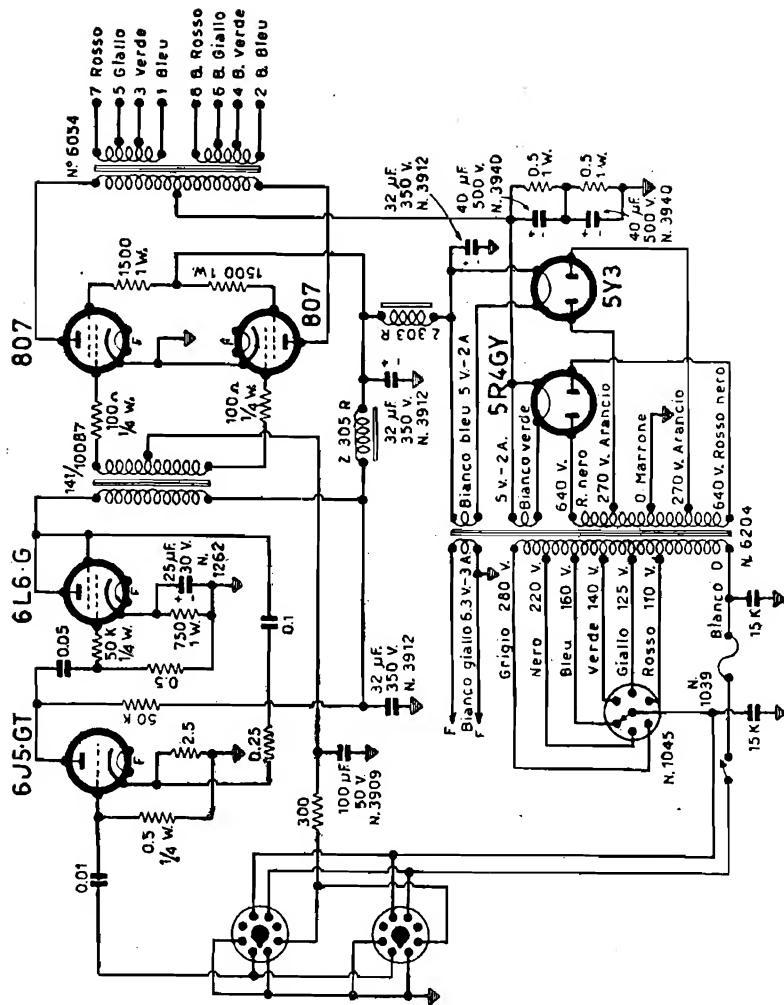 6J5·GT
6L6·G
807
807
5R4GY
5Y3
0.01
0.5
1/4 W.
2.5
50 K
0.05
50 K
1/4 W.
0.5
750
1 W.
25 µF.
30 V.
N.
1262
0.25
0.1
F
F
F
F
141/10087
100Ω
1/4 W.
100Ω
1/4 W.
1500
1 W.
1500 1 W.
N° 6054
7 Rosso
5 Giallo
3 Verde
1 Bleu
8 B. Rosso
6 B. Giallo
4 B. Verde
2 B. Bleu
300
100 µF.
50 V.
N. 3909
32 µF.
350 V.
N. 3912
Z 305 R
32 µF.
350 V.
N. 3912
Z 303 R
32 µF.
350 V.
N. 3912
40 µF.
500 V.
N. 3940
0.5
1 W.
0.5
1 W.
40 µF.
500 V.
N. 3940
F
F
Bianco giallo 6.3 V.-3 A
Bianco bleu 5 V.-2 A
5 V.-2 A.
Bianco verde
Grigio 280 V.
Nero 220 V.
Bleu 160 V.
Verde 140 V.
Giallo 125 V.
Rosso 110 V.
Bianco 0
640 V.
R. nero
270 V. Arancio
0. Marrone
270 V. Arancio
640 V. Rosso nero
N. 6204
N. 1045
N.
1039
15 K
15 K